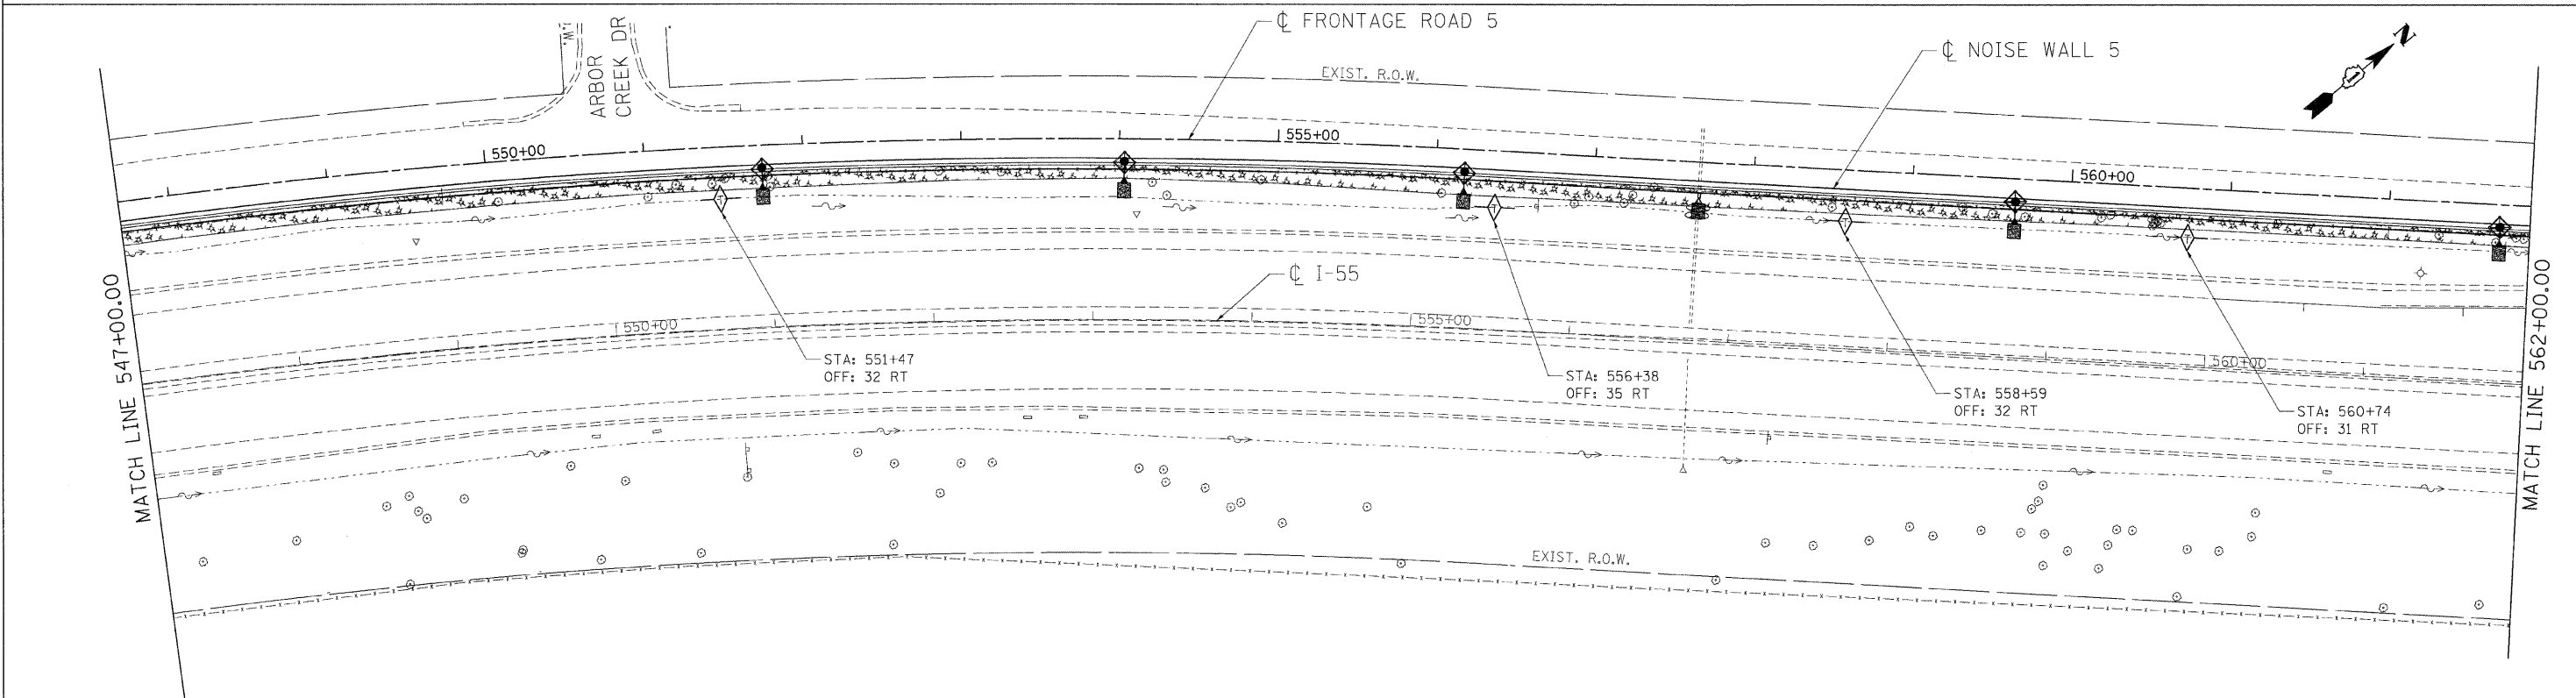 ℄ FRONTAGE ROAD 5
ARBOR
CREEK DR
℄ NOISE WALL 5
N
EXIST. R.O.W.
550+00
555+00
560+00
T
T
T
T
℄ I-55
550+00
555+00
560+00
STA: 551+47
OFF: 32 RT
STA: 556+38
OFF: 35 RT
STA: 558+59
OFF: 32 RT
STA: 560+74
OFF: 31 RT
MATCH LINE 547+00.00
MATCH LINE 562+00.00
EXIST. R.O.W.